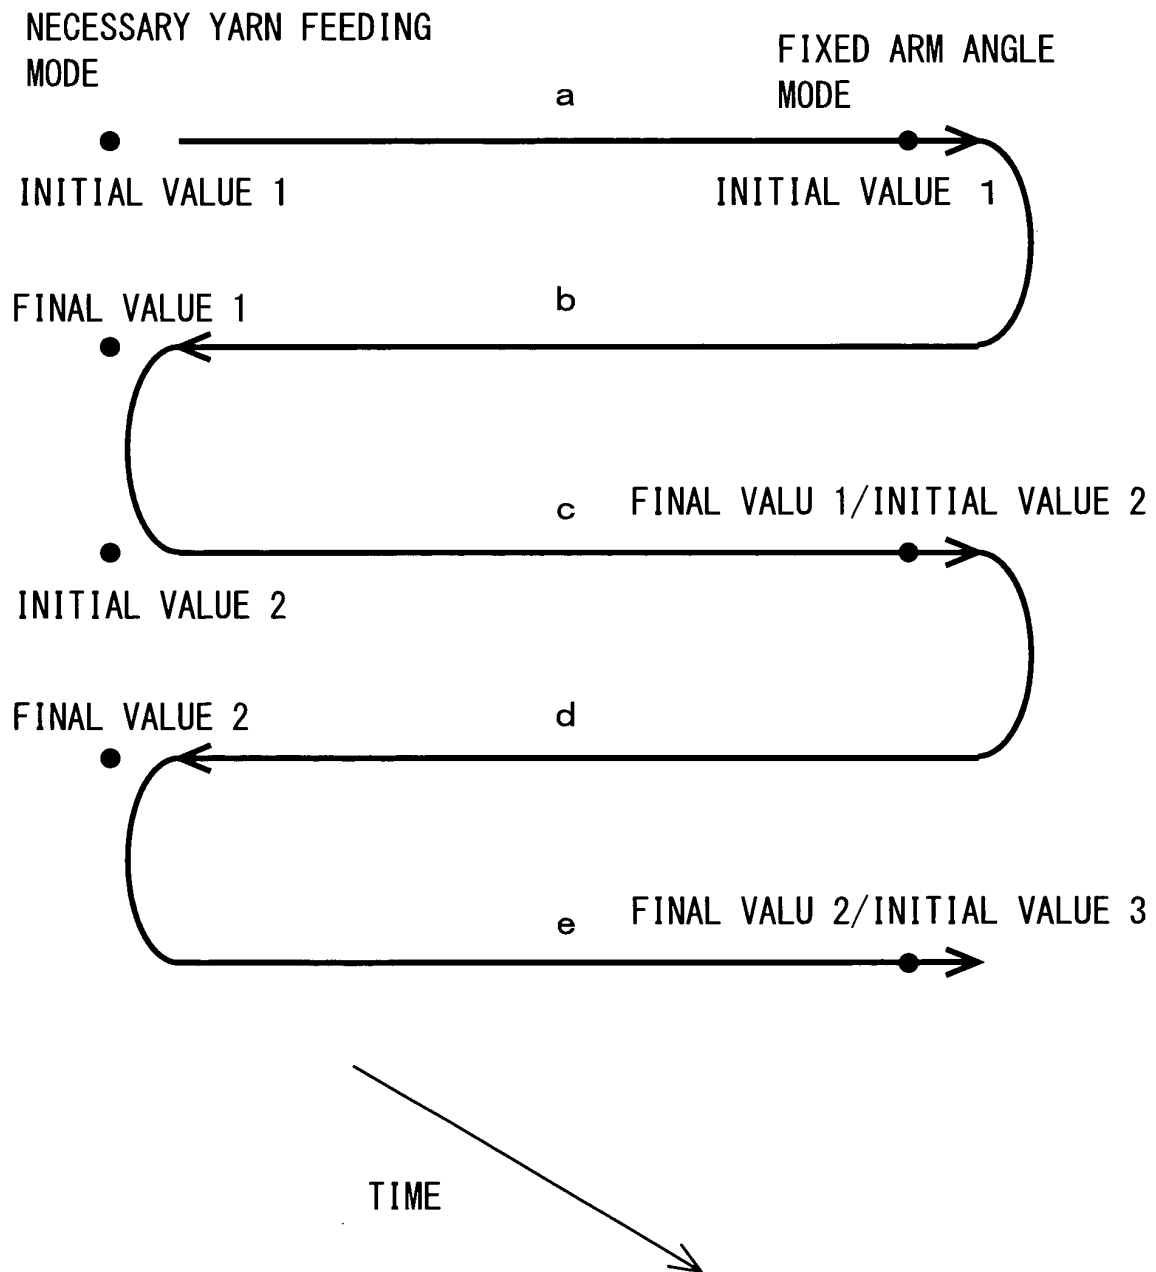 NECESSARY YARN FEEDING
MODE
FIXED ARM ANGLE
MODE
a
INITIAL VALUE 1
INITIAL VALUE 1
FINAL VALUE 1
b
c
FINAL VALU 1/INITIAL VALUE 2
INITIAL VALUE 2
FINAL VALUE 2
d
e
FINAL VALU 2/INITIAL VALUE 3
TIME